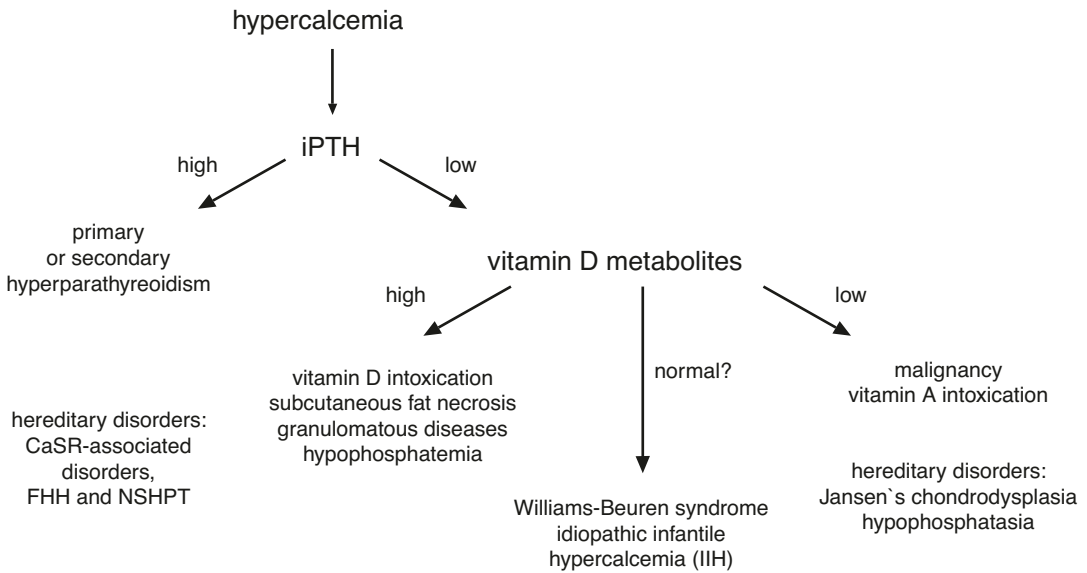 hypercalcemia
iPTH
high
low
primary
or secondary
hyperparathyreoidism
vitamin D metabolites
high
low
normal?
vitamin D intoxication
subcutaneous fat necrosis
granulomatous diseases
hypophosphatemia
malignancy
vitamin A intoxication
hereditary disorders:
CaSR-associated
disorders,
FHH and NSHPT
hereditary disorders:
Jansen`s chondrodysplasia
hypophosphatasia
Williams-Beuren syndrome
idiopathic infantile
hypercalcemia (IIH)